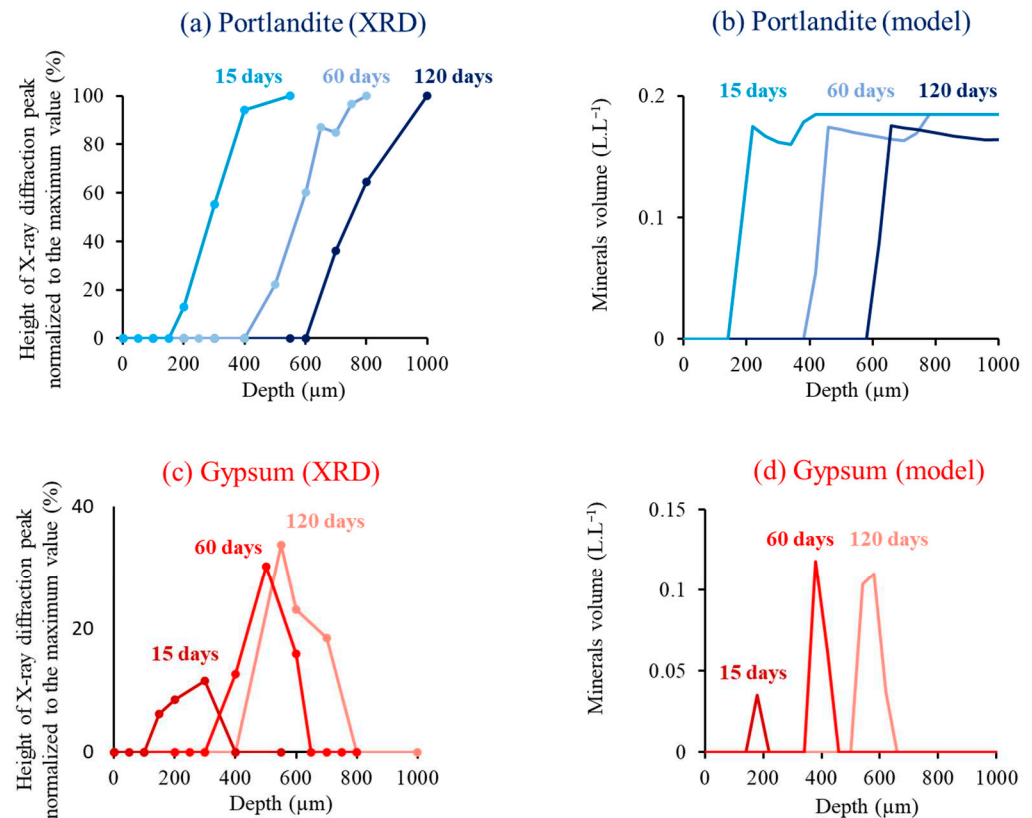 (a) Portlandite (XRD)
Height of X-ray diffraction peak
normalized to the maximum value (%)
15 days
60 days
120 days
100
80
60
40
20
0
0
200
400
600
800
1000
Depth (µm)
(b) Portlandite (model)
Minerals volume (L.L⁻¹)
15 days
60 days
120 days
0.2
0.1
0
0
200
400
600
800
1000
Depth (µm)
(c) Gypsum (XRD)
Height of X-ray diffraction peak
normalized to the maximum value (%)
40
20
0
120 days
60 days
15 days
0
200
400
600
800
1000
Depth (µm)
(d) Gypsum (model)
Minerals volume (L.L⁻¹)
0.15
0.1
0.05
0
60 days
120 days
15 days
0
200
400
600
800
1000
Depth (µm)